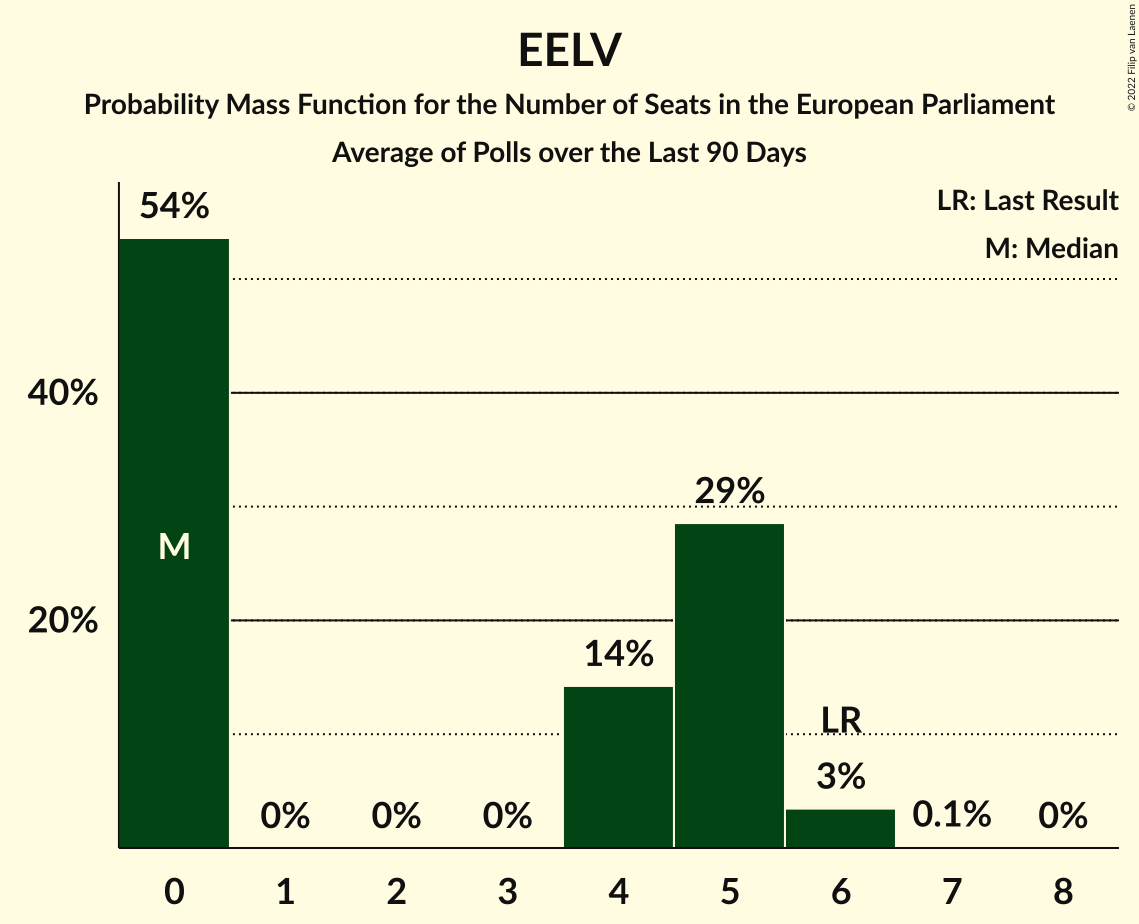 EELV
Probability Mass Function for the Number of Seats in the European Parliament
Average of Polls over the Last 90 Days
© 2022 Filip van Laenen
LR: Last Result
M: Median
54%
40%
20%
M
0%
0%
0%
14%
29%
LR
3%
0.1%
0%
0 1 2 3 4 5 6 7 8